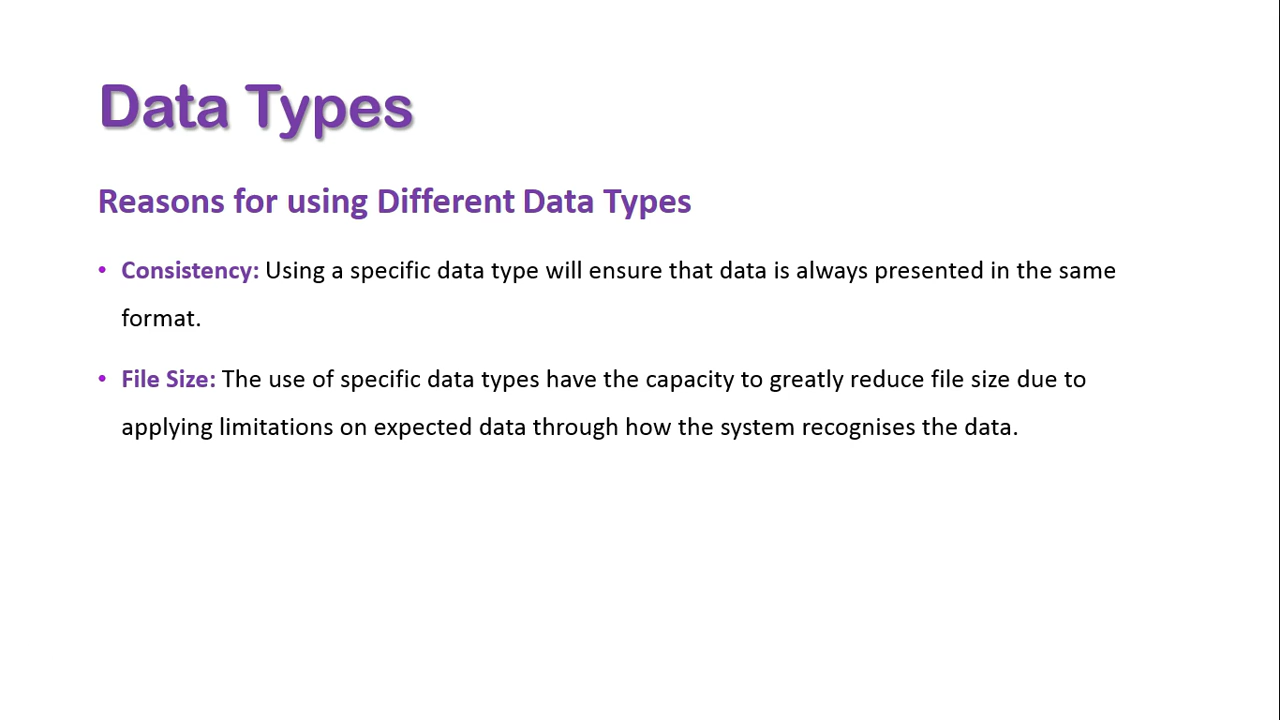 Data Types
Reasons for using Different Data Types
• Consistency: Using a specific data type will ensure that data is always presented in the same
format.
• File Size: The use of specific data types have the capacity to greatly reduce file size due to
applying limitations on expected data through how the system recognises the data.